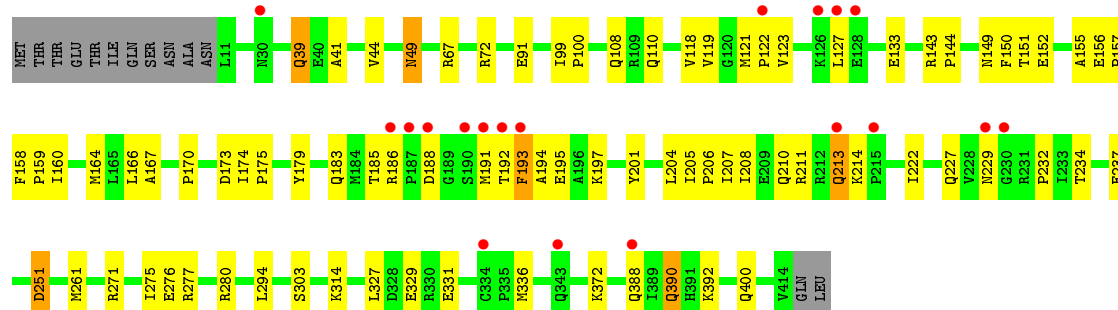 MET THR THR GLU THR ILE GLN SER ASN ALA ASN L11 N30 Q39 E40 A41 V44 N49 R67 R72 E91 I99 P100 Q108 R109 Q110 V118 V119 G120 M121 P122 V123 K126 L127 E128 E133 R143 P144 N149 F150 T151 E152 A155 E156 P157
F158 P159 I160 M164 L165 L166 A167 P170 D173 I174 P175 Y179 Q183 M184 T185 R186 P187 D188 G189 S190 M191 T192 F193 A194 E195 A196 K197 Y201 L204 I205 P206 I207 I208 E209 Q210 R211 R212 Q213 K214 P215 I222 Q227 V228 N229 G230 R231 P232 I233 T234
D251 M261 R271 I275 E276 R277 R280 L294 S303 K314 L327 D328 E329 R330 E331 C334 P335 M336 Q343 K372 Q388 I389 Q390 H391 K392 Q400 V414 GLN LEU